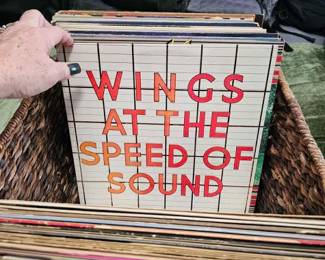 WINGS
AT THE
SPEED OF
SOUND